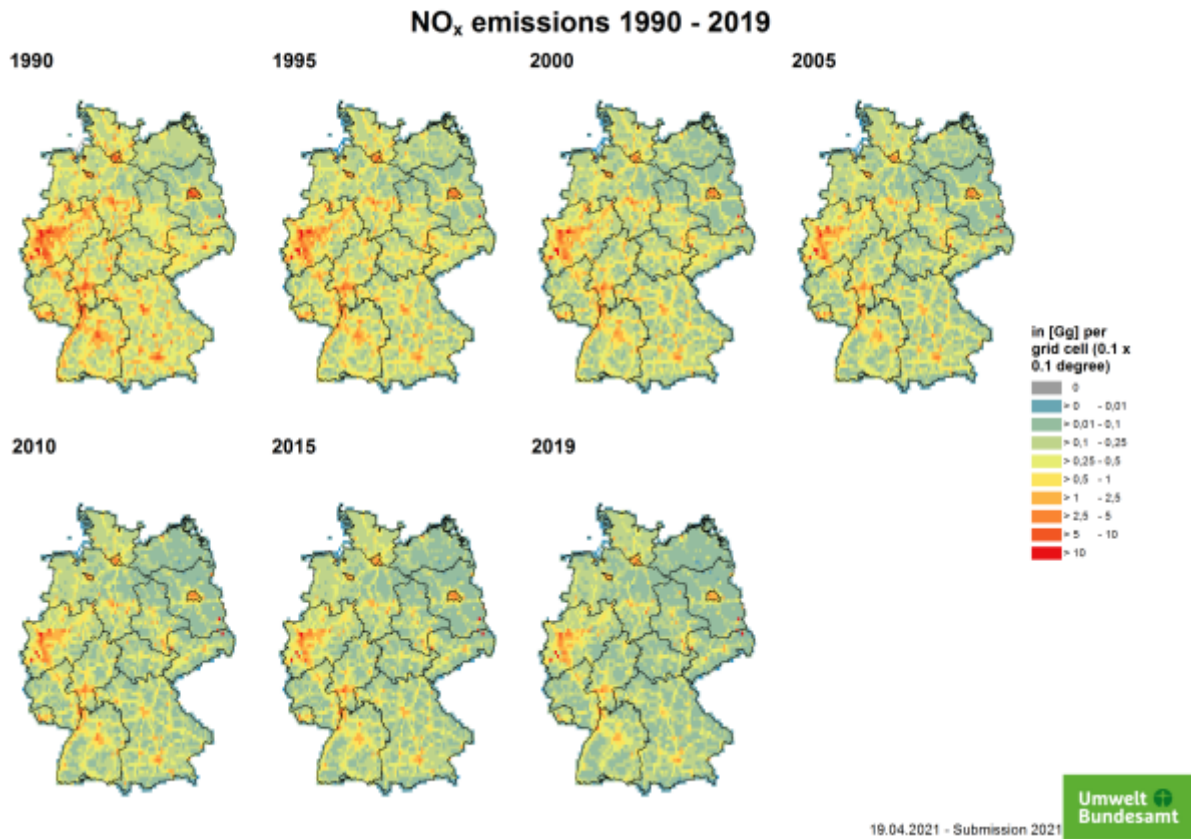 NOₓ emissions 1990 - 2019
1990
1995
2000
2005
in [Gg] per
grid cell (0.1 x
0.1 degree)
0
> 0 - 0,01
> 0,01 - 0,1
> 0,1 - 0,25
> 0,25 - 0,5
> 0,5 - 1
> 1 - 2,5
> 2,5 - 5
> 5 - 10
> 10
2010
2015
2019
Umwelt
Bundesamt
19.04.2021 - Submission 2021